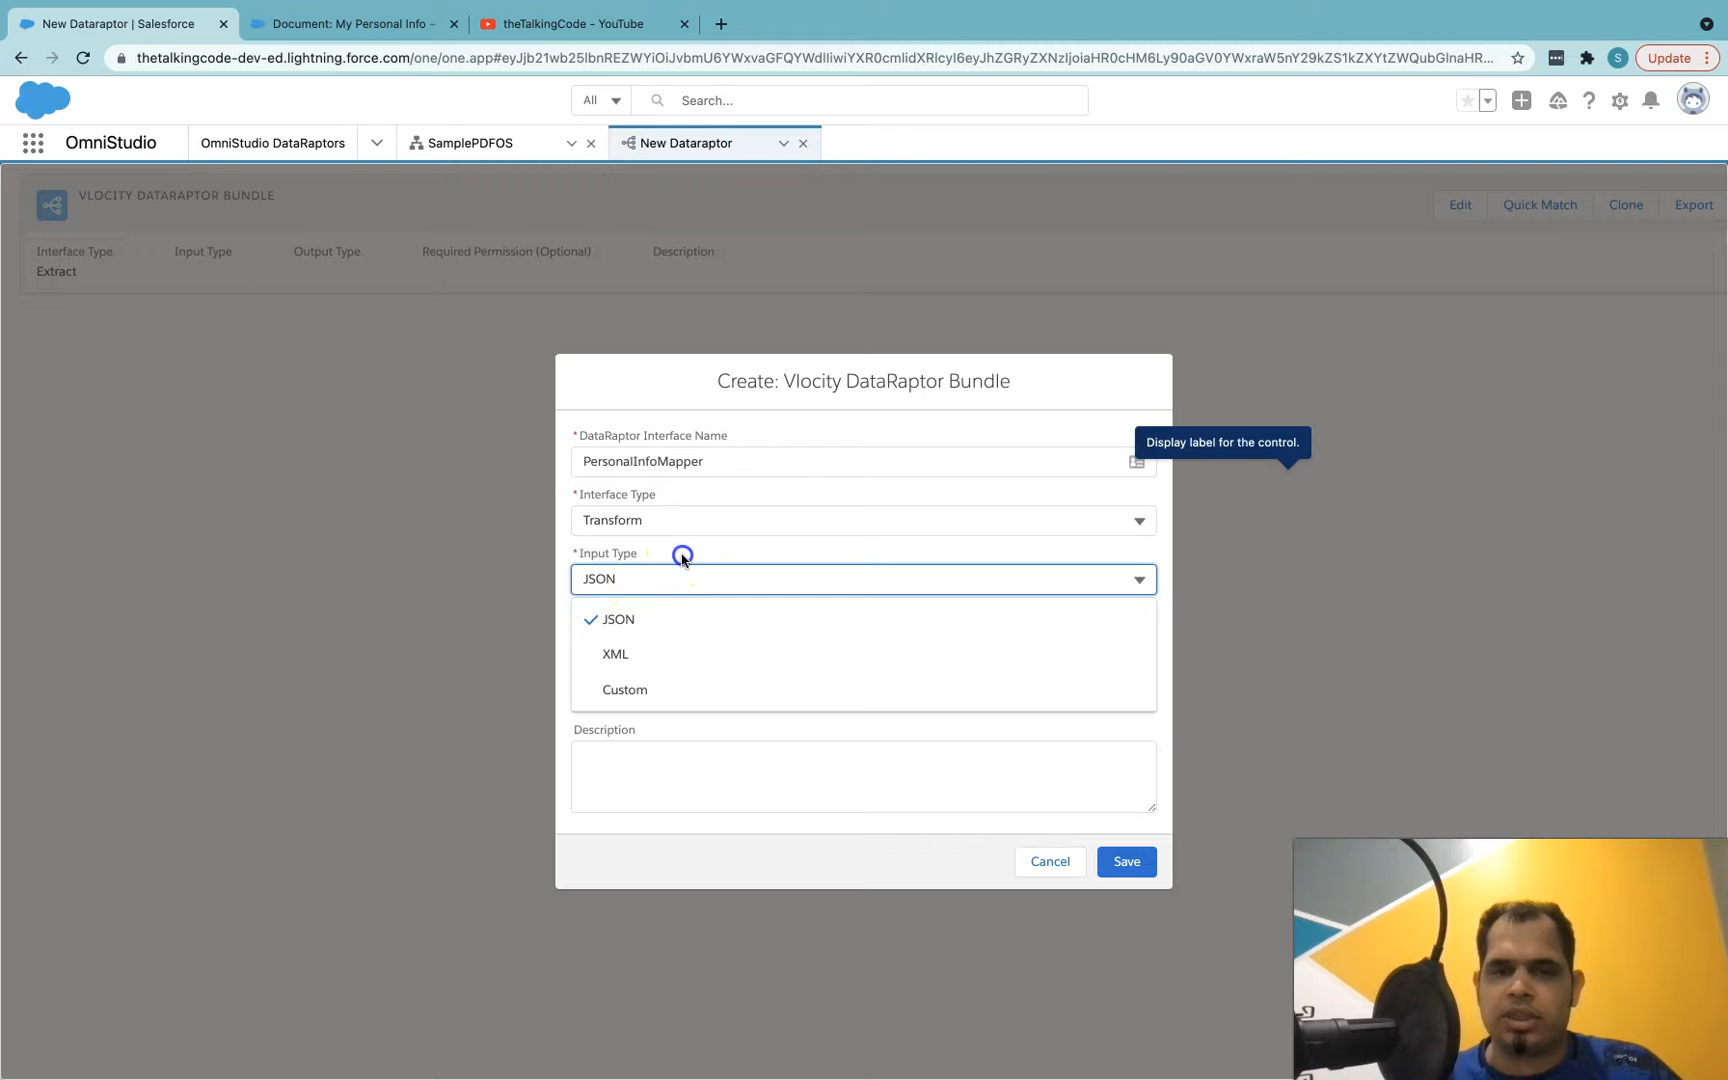 New Dataraptor | Salesforce
Document: My Personal Info -
theTalkingCode - YouTube
thetalkingcode-dev-ed.lightning.force.com/one/one.app#eyJjb21wb25lbnREZWYiOiJvbmU6YWxvaGFQYWdlIiwiYXR0cmlidXRlcyI6eyJhZGRyZXNzIjoiaHR0cHM6Ly90aGV0YWxraW5nY29kZS1kZXYtZWQubGlnaHR...
Update
All
Search...
OmniStudio
OmniStudio DataRaptors
SamplePDFOS
New Dataraptor
VLOCITY DATARAPTOR BUNDLE
Edit
Quick Match
Clone
Export
Interface Type
Input Type
Output Type
Required Permission (Optional)
Description
Extract
Create: Vlocity DataRaptor Bundle
*DataRaptor Interface Name
Display label for the control.
PersonalInfoMapper
*Interface Type
Transform
*Input Type
JSON
JSON
XML
Custom
Description
Cancel
Save